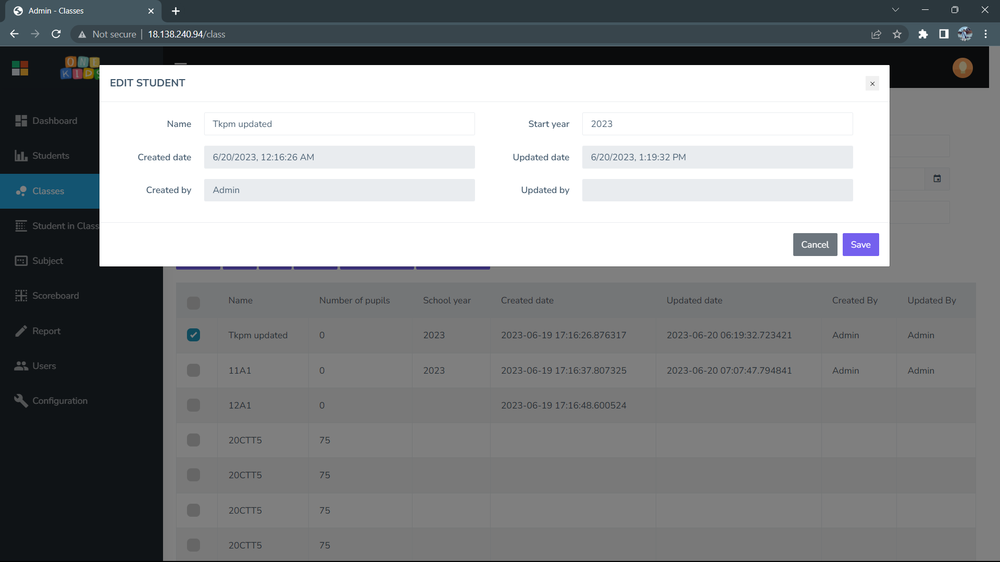 Admin - Classes
Not secure 18.138.240.94/class
ONE
KIDS
EDIT STUDENT
×
Name Tkpm updated Start year 2023
Created date 6/20/2023, 12:16:26 AM Updated date 6/20/2023, 1:19:32 PM
Created by Admin Updated by
Cancel Save
Dashboard
Students
Classes
Student in Class
Subject
Scoreboard
Report
Users
Configuration
Name Number of pupils School year Created date Updated date Created By Updated By
Tkpm updated 0 2023 2023-06-19 17:16:26.876317 2023-06-20 06:19:32.723421 Admin Admin
11A1 0 2023 2023-06-19 17:16:37.807325 2023-06-20 07:07:47.794841 Admin Admin
12A1 0 2023-06-19 17:16:48.600524
20CTT5 75
20CTT5 75
20CTT5 75
20CTT5 75